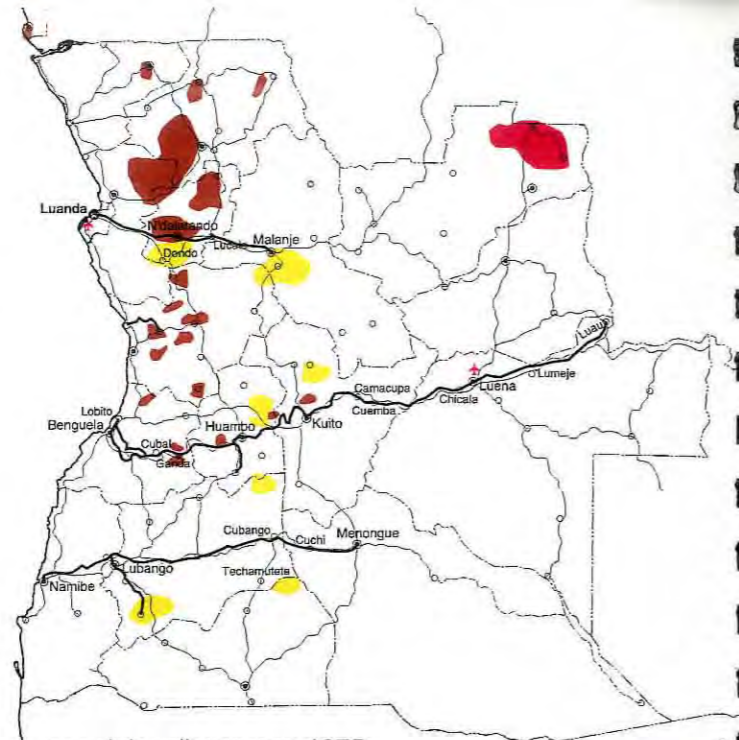 Luanda
N'dalatando
Lucala
Malanje
Dondo
Luau
Camacupa
Luena
Lumeje
Chicala
Lobito
Benguela
Huambo
Cuemba
Kuito
Cubal
Ganda
Cubango
Cuchi
Menongue
Lubango
Techamutete
Namibe